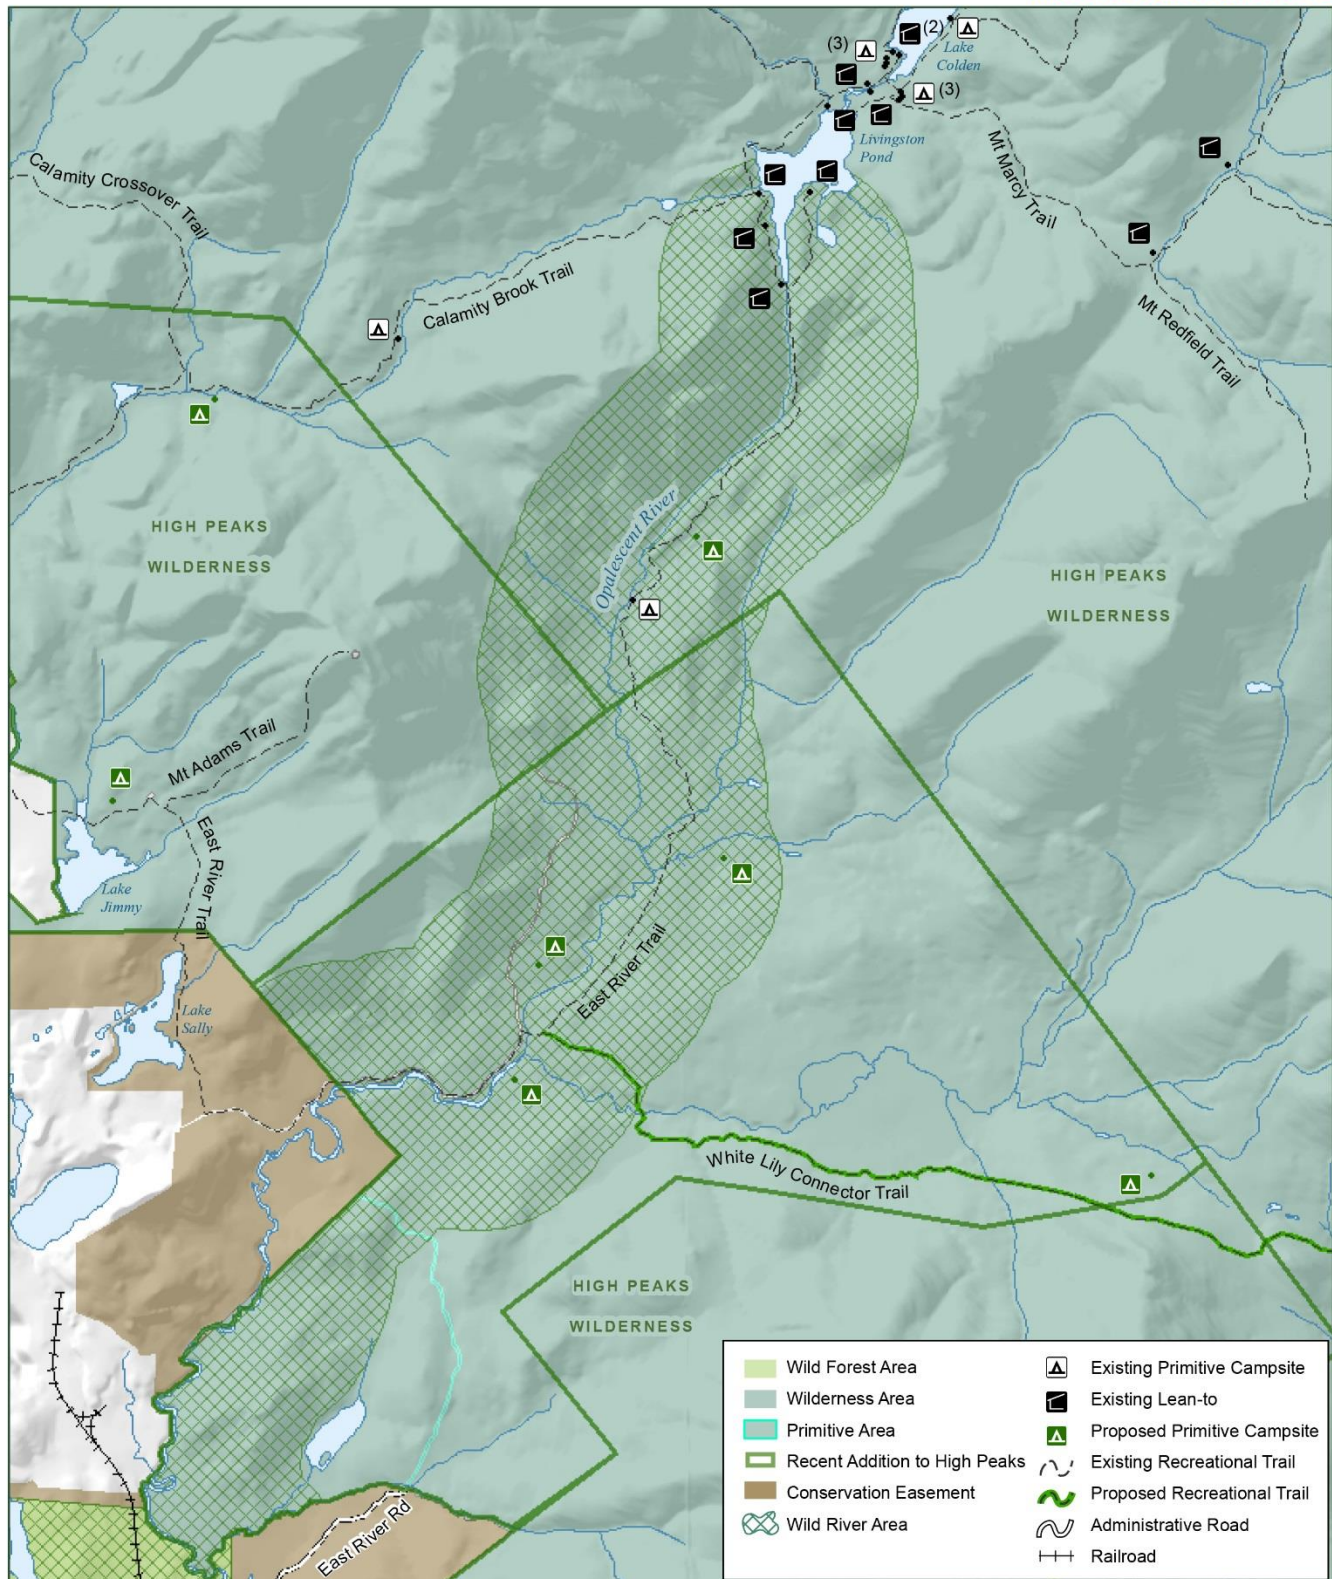 (2)
(3)
Lake
Colden
(3)
Livingston
Pond
Mt Marcy Trail
Calamity Crossover Trail
Calamity Brook Trail
Mt Redfield Trail
HIGH PEAKS
WILDERNESS
Opalescent River
HIGH PEAKS
WILDERNESS
Mt Adams Trail
East River Trail
Lake
Jimmy
East River Trail
Lake
Sally
White Lily Connector Trail
HIGH PEAKS
WILDERNESS
East River Rd
Wild Forest Area
Wilderness Area
Primitive Area
Recent Addition to High Peaks
Conservation Easement
Wild River Area
Existing Primitive Campsite
Existing Lean-to
Proposed Primitive Campsite
Existing Recreational Trail
Proposed Recreational Trail
Administrative Road
Railroad